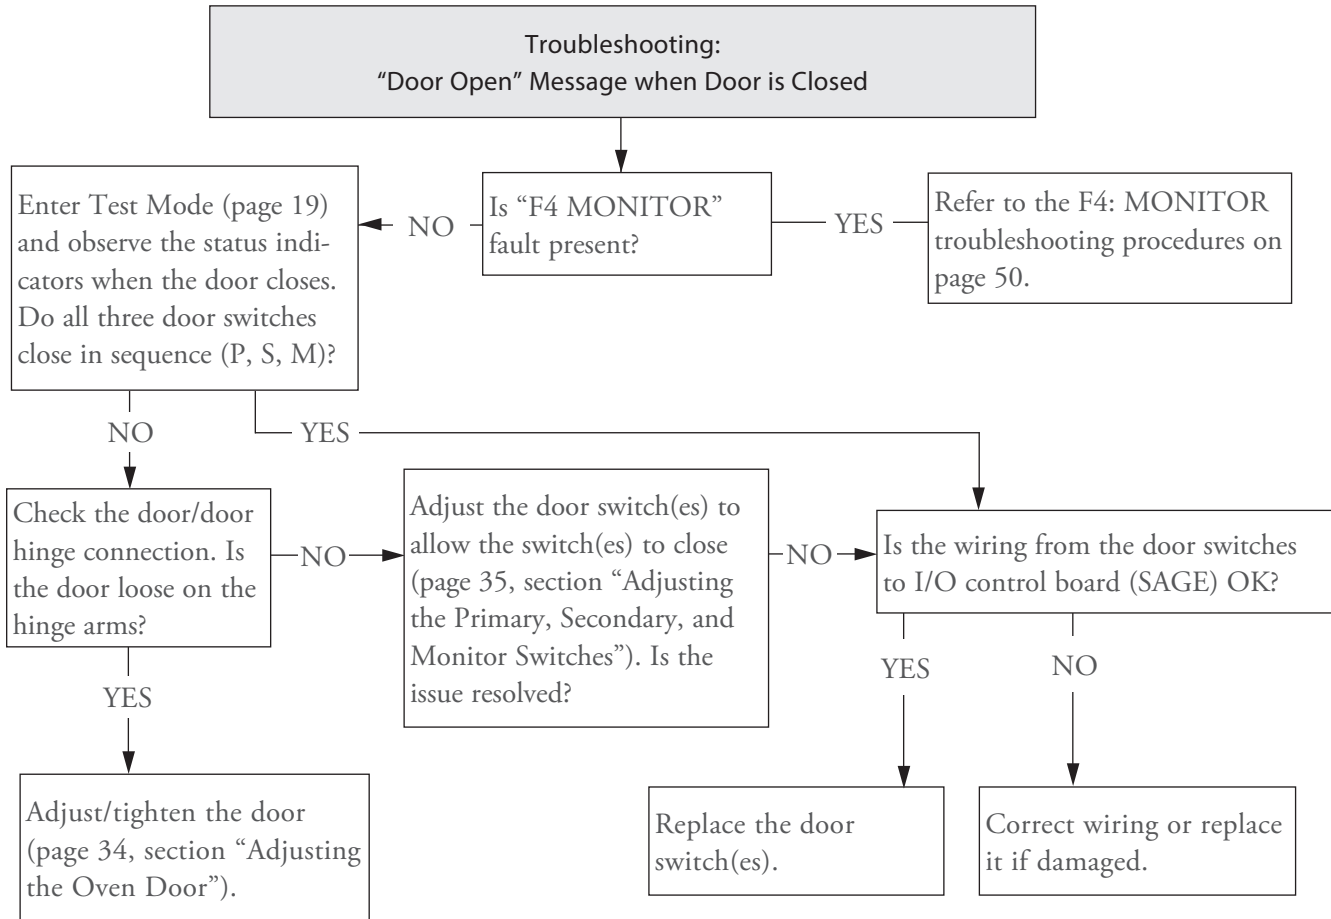 Troubleshooting:
“Door Open” Message when Door is Closed
Enter Test Mode (page 19)
and observe the status indi-
cators when the door closes.
Do all three door switches
close in sequence (P, S, M)?
NO
Is “F4 MONITOR”
fault present?
YES
Refer to the F4: MONITOR
troubleshooting procedures on
page 50.
NO
YES
Check the door/door
hinge connection. Is
the door loose on the
hinge arms?
NO
Adjust the door switch(es) to
allow the switch(es) to close
(page 35, section “Adjusting
the Primary, Secondary, and
Monitor Switches”). Is the
issue resolved?
NO
Is the wiring from the door switches
to I/O control board (SAGE) OK?
YES
YES
NO
Adjust/tighten the door
(page 34, section “Adjusting
the Oven Door”).
Replace the door
switch(es).
Correct wiring or replace
it if damaged.